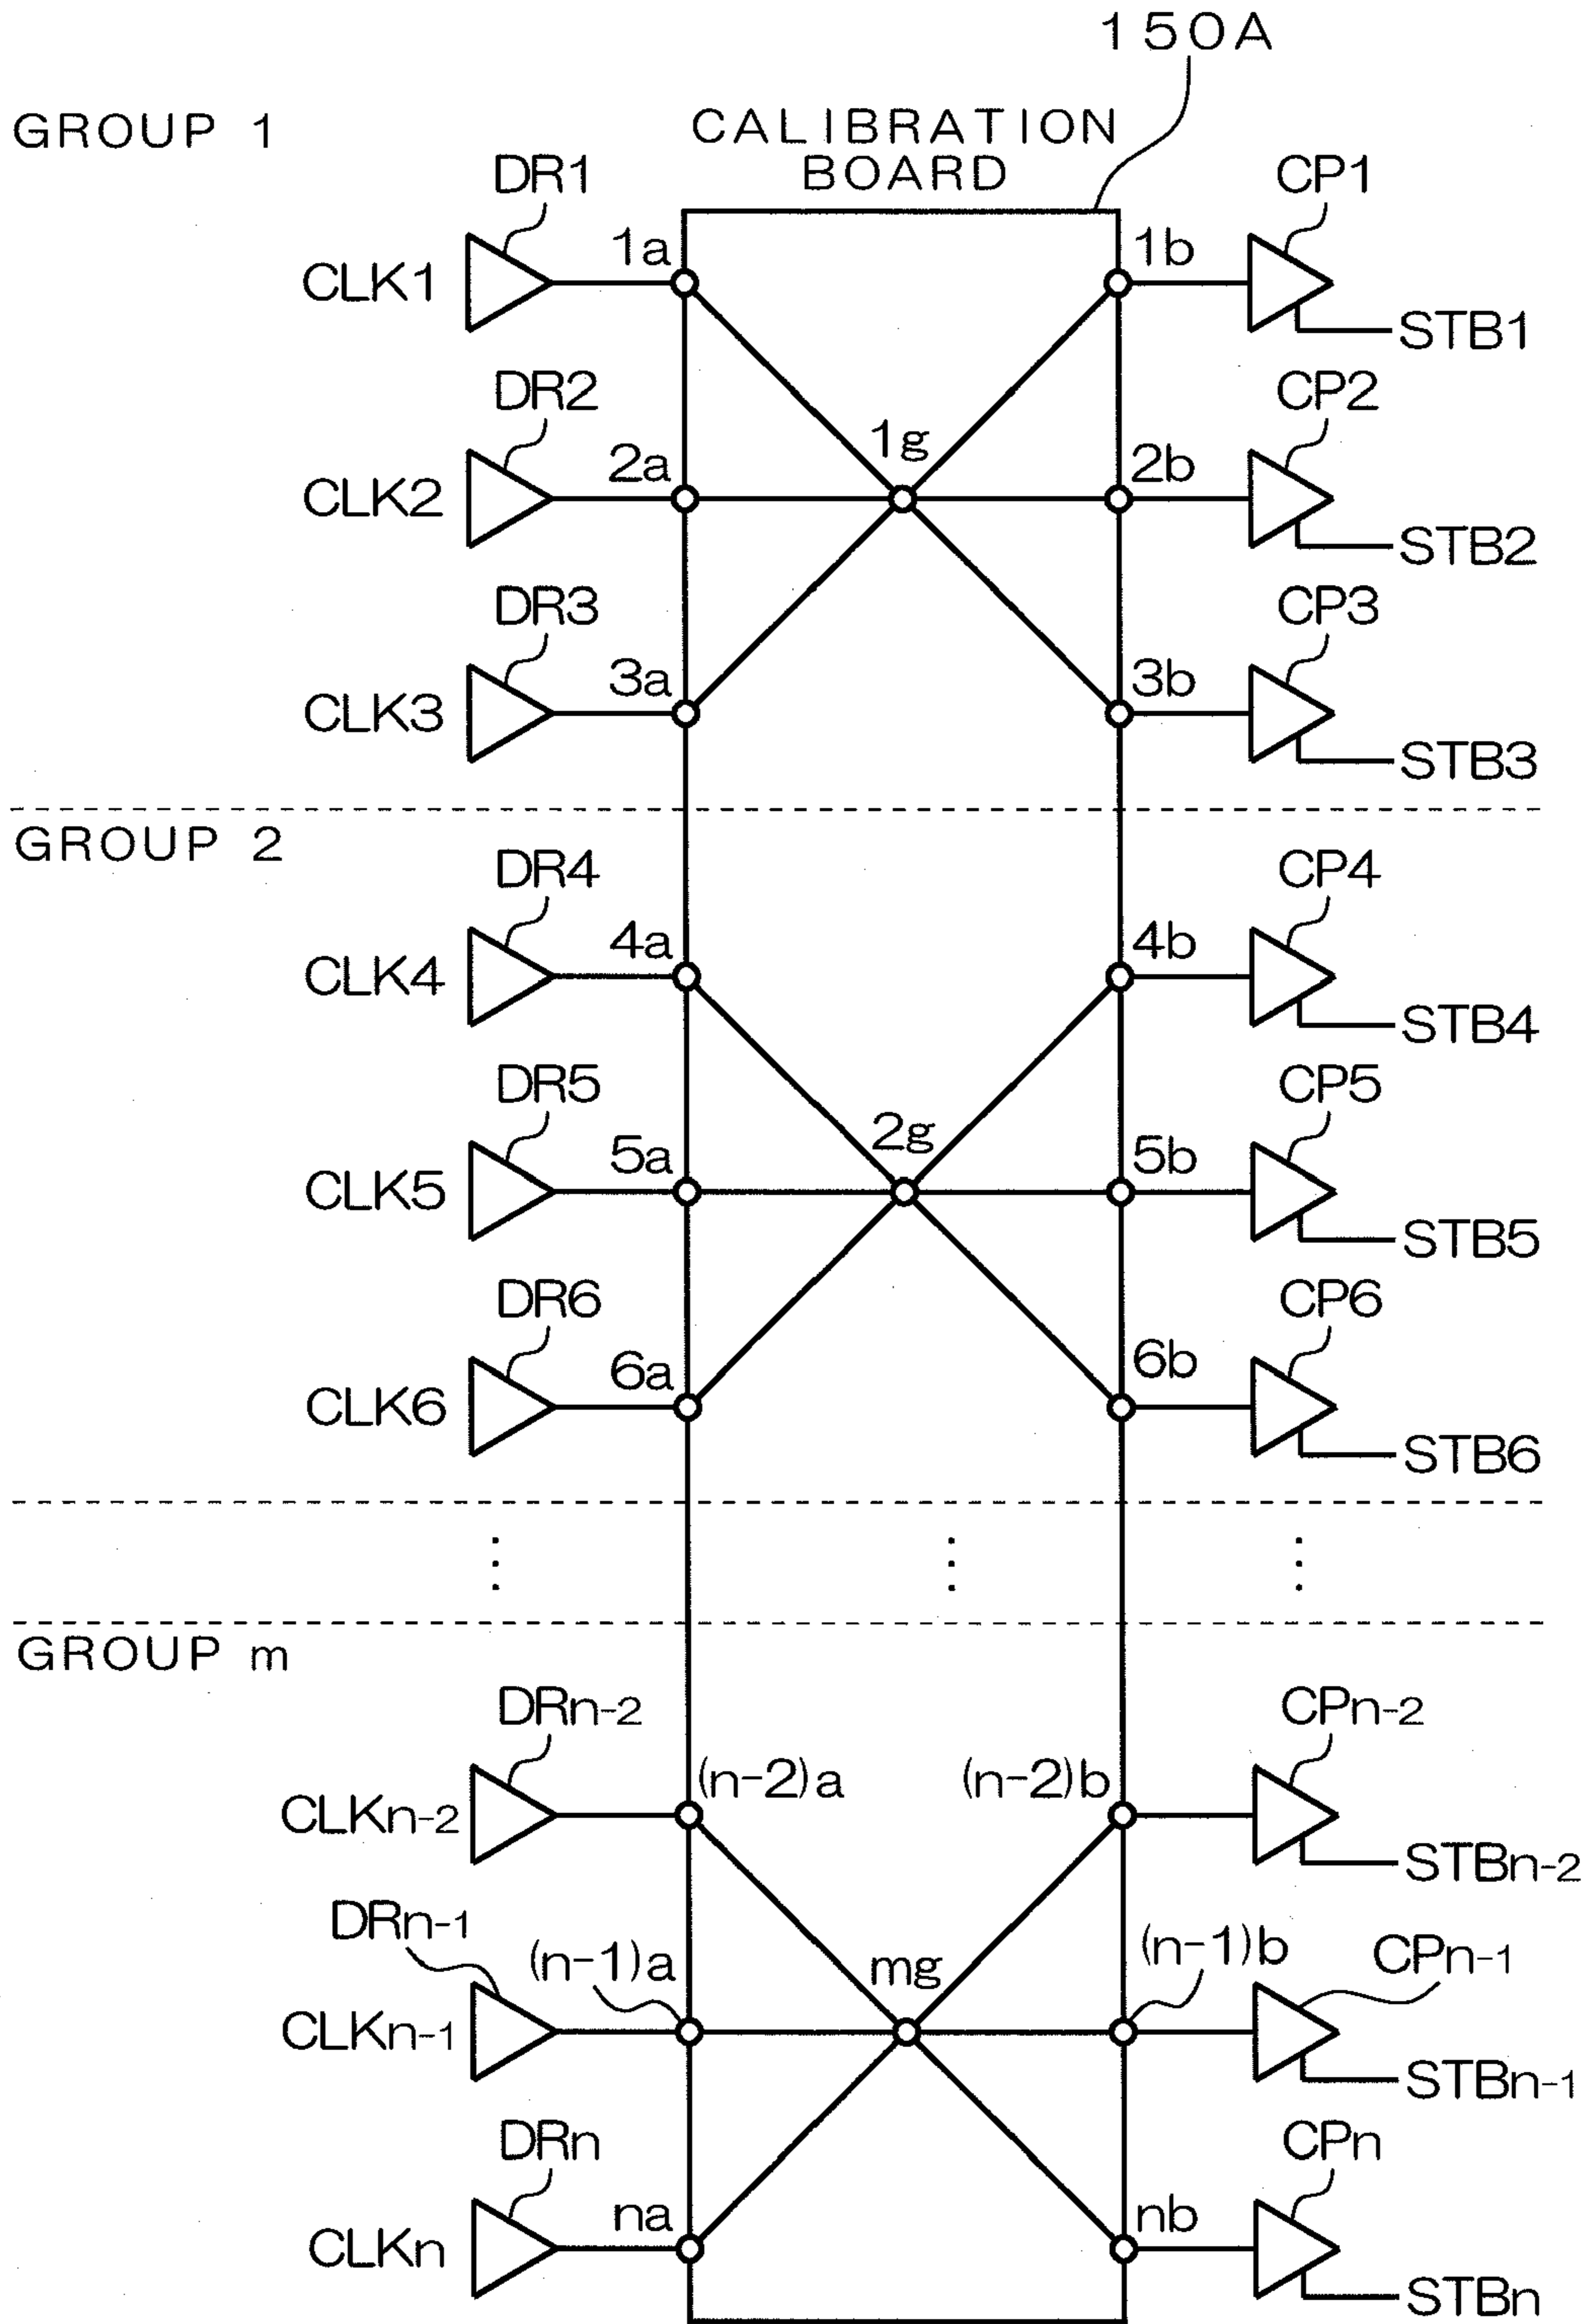 150A
GROUP 1
CALIBRATION
BOARD
DR1
CP1
1a
1b
CLK1
STB1
DR2
CP2
1g
2a
2b
CLK2
STB2
DR3
CP3
3a
3b
CLK3
STB3
GROUP 2
DR4
CP4
4a
4b
CLK4
STB4
DR5
CP5
2g
5a
5b
CLK5
STB5
DR6
CP6
6a
6b
CLK6
STB6
GROUP m
DRn-2
CPn-2
(n-2)a
(n-2)b
CLKn-2
STBn-2
DRn-1
(n-1)a
mg
(n-1)b
CPn-1
CLKn-1
STBn-1
DRn
CPn
na
nb
CLKn
STBn